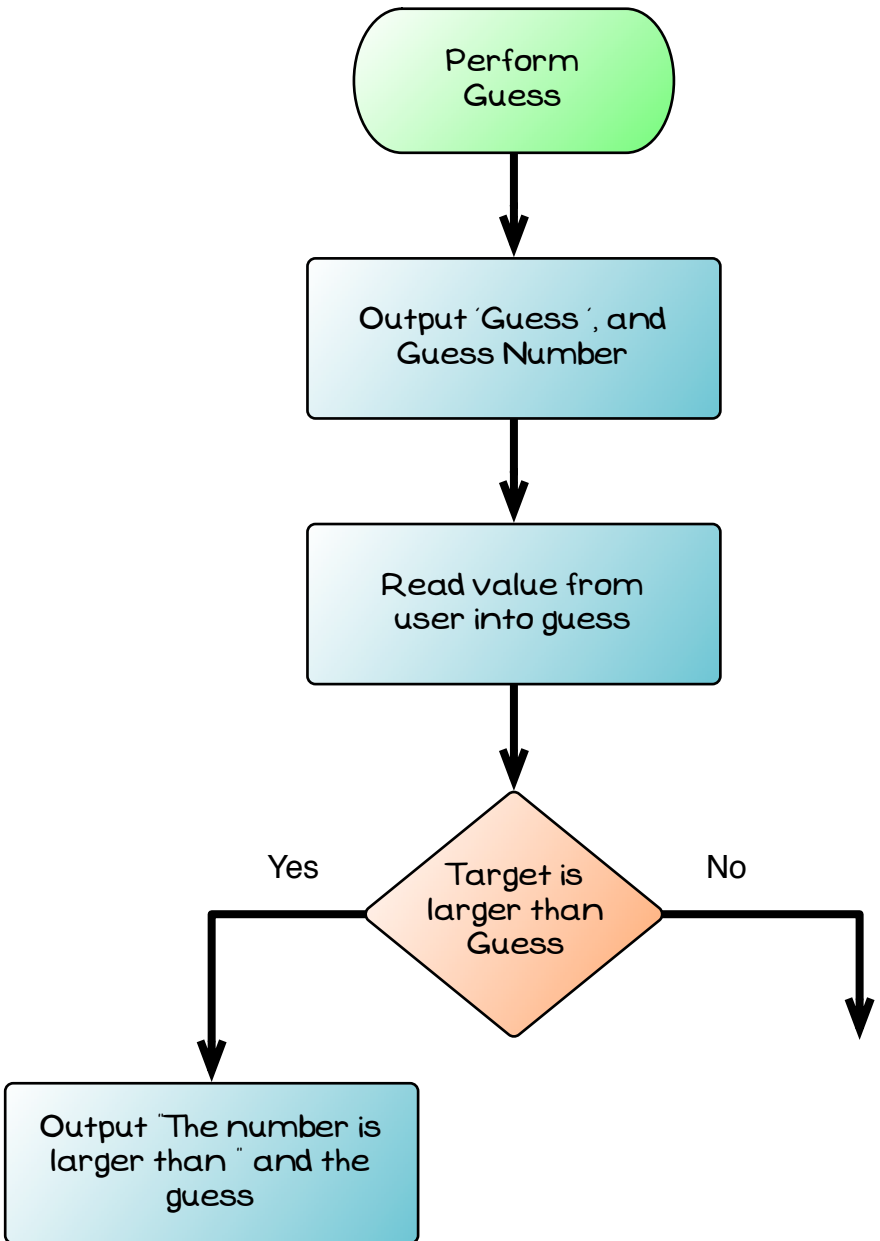 Perform
Guess
Output 'Guess ', and
Guess Number
Read value from
user into guess
Yes
Target is
larger than
Guess
No
Output "The number is
larger than " and the
guess